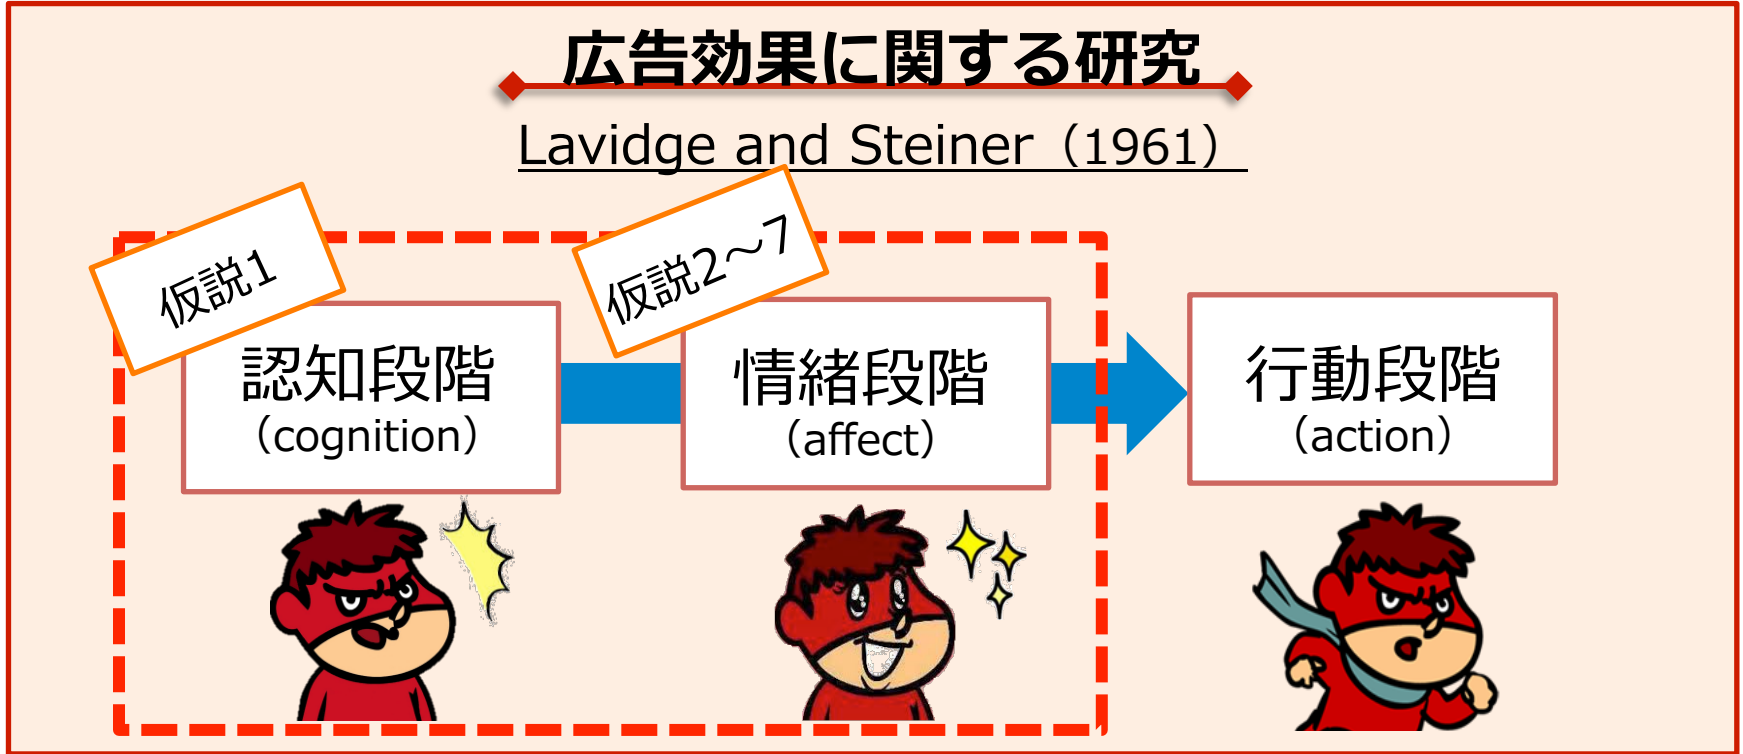 広告効果に関する研究
Lavidge and Steiner（1961）
仮説1
仮説2～7
認知段階
（cognition）
情緒段階
（affect）
行動段階
（action）